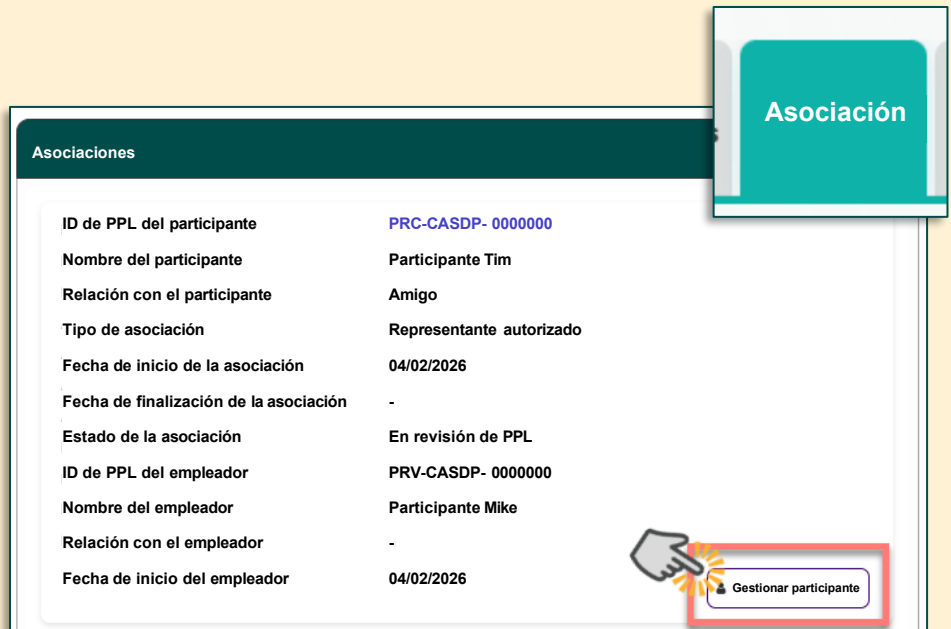 Asociación
Asociaciones
ID de PPL del participante PRC-CASDP- 0000000
Nombre del participante Participante Tim
Relación con el participante Amigo
Tipo de asociación Representante autorizado
Fecha de inicio de la asociación 04/02/2026
Fecha de finalización de la asociación -
Estado de la asociación En revisión de PPL
ID de PPL del empleador PRV-CASDP- 0000000
Nombre del empleador Participante Mike
Relación con el empleador -
Fecha de inicio del empleador 04/02/2026
Gestionar participante